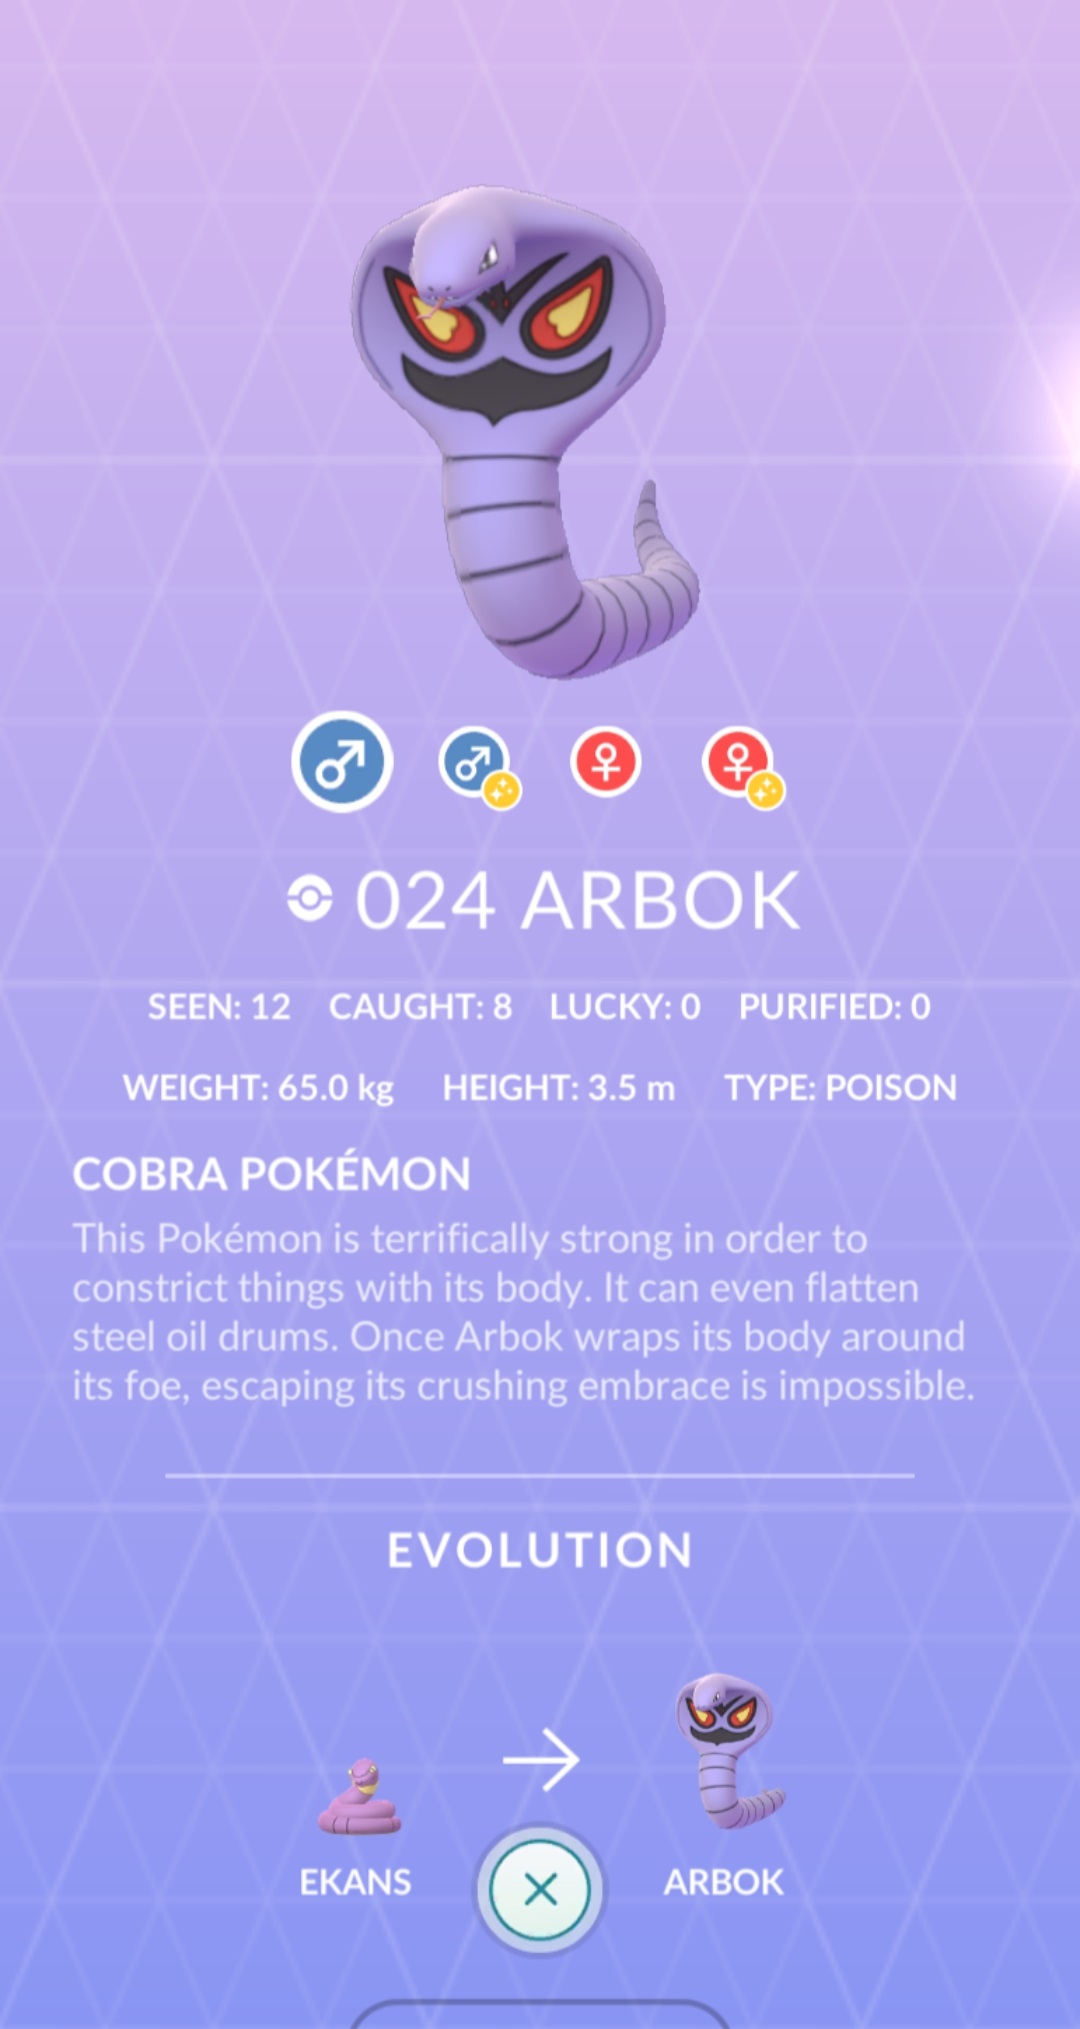 024 ARBOK
SEEN: 12 CAUGHT: 8 LUCKY: 0 PURIFIED: 0
WEIGHT: 65.0 kg HEIGHT: 3.5 m TYPE: POISON
COBRA POKÉMON
This Pokémon is terrifically strong in order to
constrict things with its body. It can even flatten
steel oil drums. Once Arbok wraps its body around
its foe, escaping its crushing embrace is impossible.
EVOLUTION
EKANS ARBOK